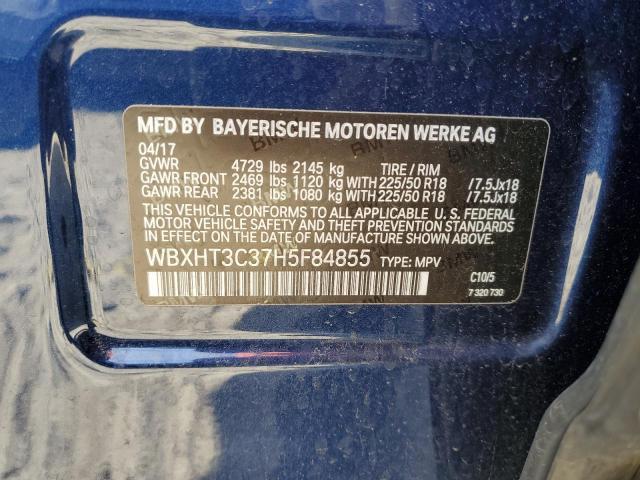 MFD BY BAYERISCHE MOTOREN WERKE AG
04/17
GVWR 4729 lbs 2145 kg TIRE / RIM
GAWR FRONT 2469 lbs 1120 kg WITH 225/50 R18 /7.5Jx18
GAWR REAR 2381 lbs 1080 kg WITH 225/50 R18 /7.5Jx18
THIS VEHICLE CONFORMS TO ALL APPLICABLE U. S. FEDERAL
MOTOR VEHICLE SAFETY AND THEFT PREVENTION STANDARDS
IN EFFECT ON THE DATE OF MANUFACTURE SHOWN ABOVE.
WBXHT3C37H5F84855 TYPE: MPV
C10/5
7 320 730